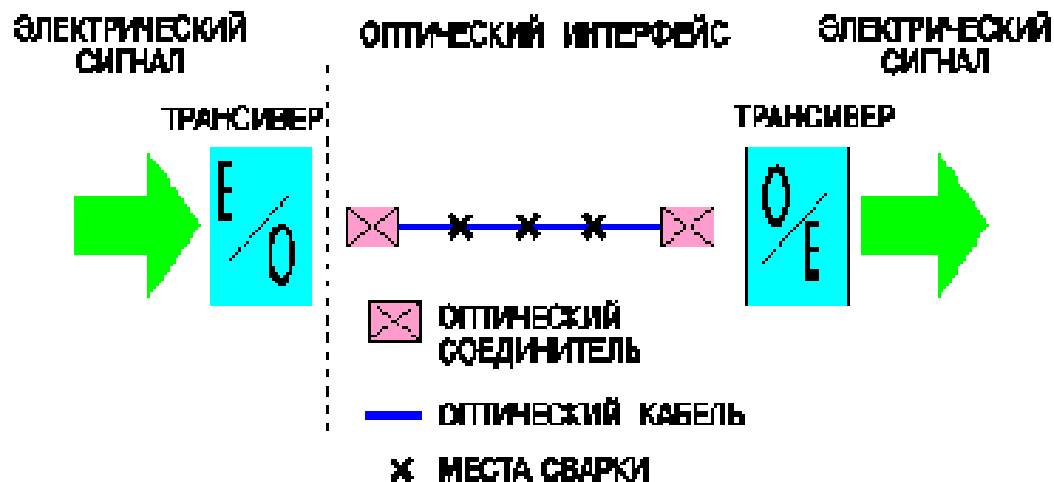 ЭЛЕКТРИЧЕСКИЙ
СИГНАЛ
ОПТИЧЕСКИЙ ИНТЕРФЕЙС
ЭЛЕКТРИЧЕСКИЙ
СИГНАЛ
ТРАНСИВЕР
ТРАНСИВЕР
E/O
O/E
ОПТИЧЕСКИЙ
СОЕДИНИТЕЛЬ
ОПТИЧЕСКИЙ КАБЕЛЬ
МЕСТА СВАРКИ